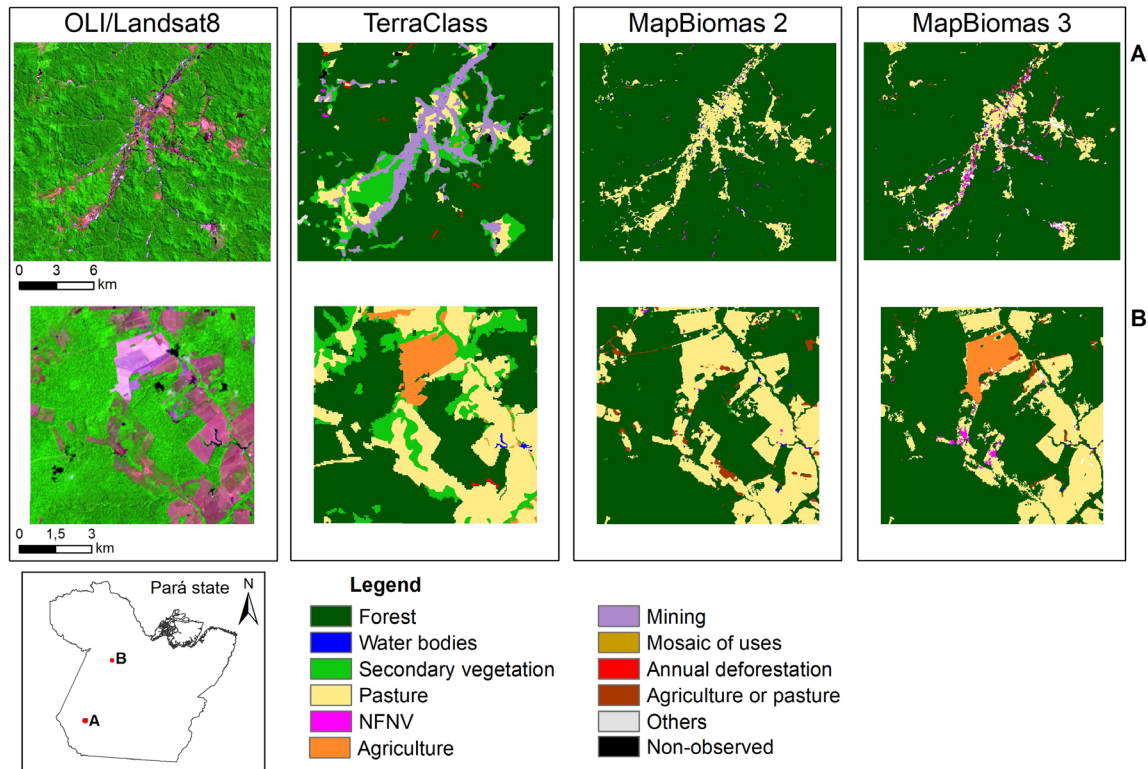 OLI/Landsat8
TerraClass
MapBiomas 2
MapBiomas 3
A
0 3 6
km
B
0 1,5 3
km
Pará state
N
B
A
Legend
Forest
Water bodies
Secondary vegetation
Pasture
NFNV
Agriculture
Mining
Mosaic of uses
Annual deforestation
Agriculture or pasture
Others
Non-observed